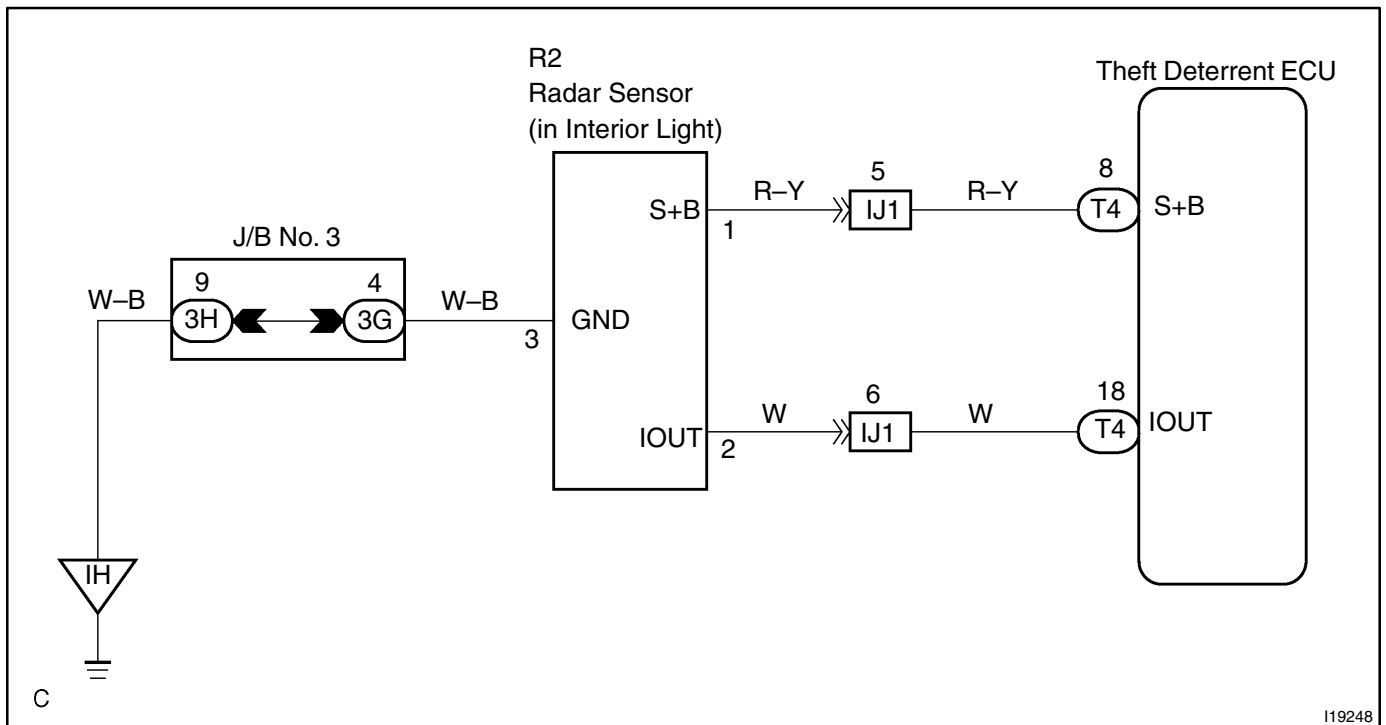 R2
Radar Sensor
(in Interior Light)
Theft Deterrent ECU
J/B No. 3
W–B
9
3H
4
3G
W–B
3
GND
S+B
1
R–Y
5
IJ1
R–Y
8
T4
S+B
IOUT
2
W
6
IJ1
W
18
T4
IOUT
IH
C
I19248